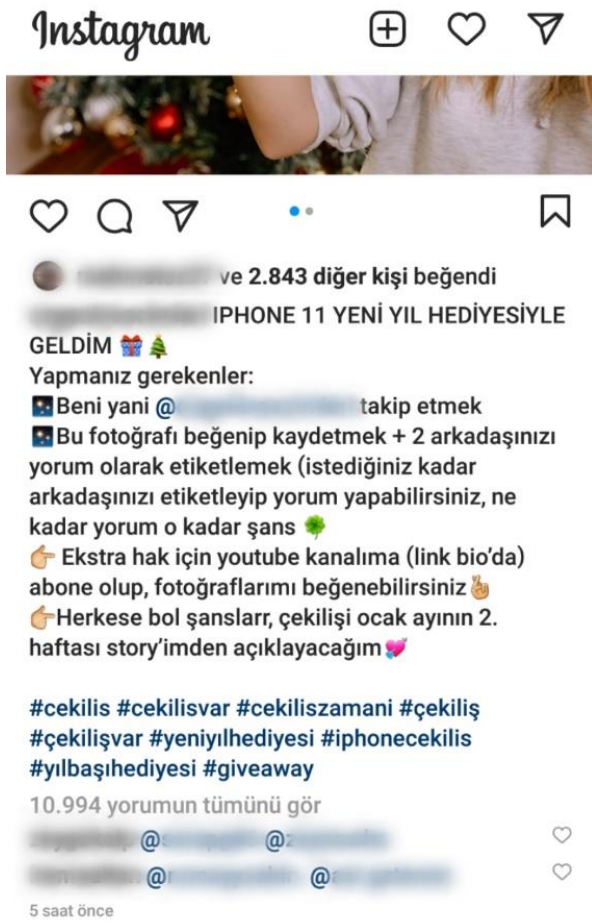 Instagram
ve 2.843 diğer kişi beğendi
IPHONE 11 YENİ YIL HEDİYESİYLE
GELDİM 🎁🎄
Yapmanız gerekenler:
🌃Beni yani @ takip etmek
🌃Bu fotoğrafı beğenip kaydetmek + 2 arkadaşınızı
yorum olarak etiketlemek (istediğiniz kadar
arkadaşınızı etiketleyip yorum yapabilirsiniz, ne
kadar yorum o kadar şans 🍀
👉🏼 Ekstra hak için youtube kanalıma (link bio’da)
abone olup, fotoğraflarımı beğenebilirsiniz🤞🏼
👉🏼Herkese bol şanslarr, çekilişi ocak ayının 2.
haftası story’imden açıklayacağım💘
#cekilis #cekilisvar #cekiliszamani #çekiliş
#çekilişvar #yeniyılhediyesi #iphonecekilis
#yılbaşıhediyesi #giveaway
10.994 yorumun tümünü gör
@ @
@ @
5 saat önce